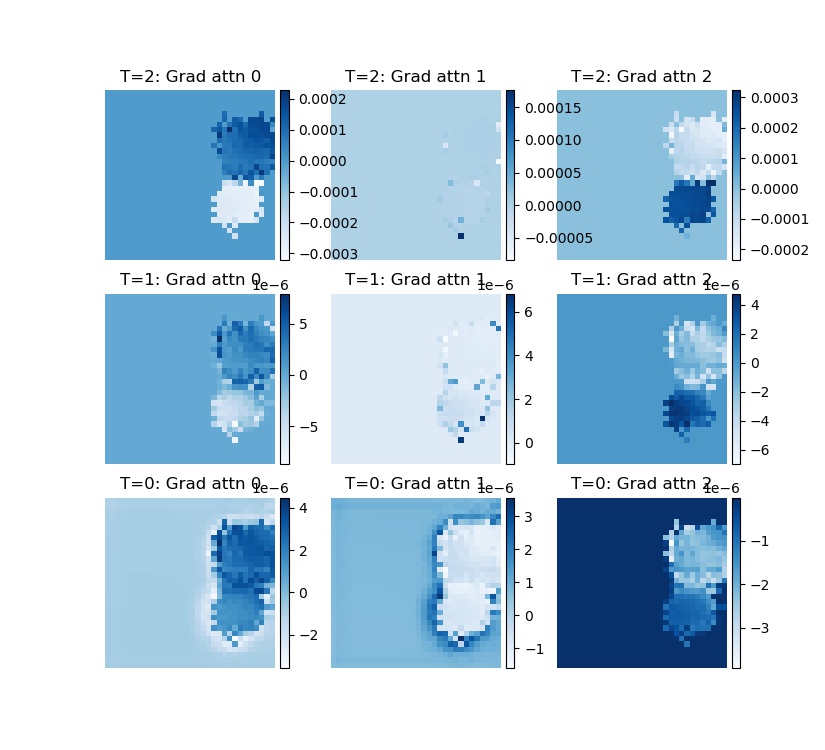 T=2: Grad attn 0
0.0002
0.0001
0.0000
−0.0001
−0.0002
−0.0003
T=2: Grad attn 1
0.00015
0.00010
0.00005
0.00000
−0.00005
T=2: Grad attn 2
0.0003
0.0002
0.0001
0.0000
−0.0001
−0.0002
T=1: Grad attn 0
1e−6
5
0
−5
T=1: Grad attn 1
1e−6
6
4
2
0
T=1: Grad attn 2
1e−6
4
2
0
−2
−4
−6
T=0: Grad attn 0
1e−6
4
2
0
−2
T=0: Grad attn 1
1e−6
3
2
1
0
−1
T=0: Grad attn 2
1e−6
−1
−2
−3